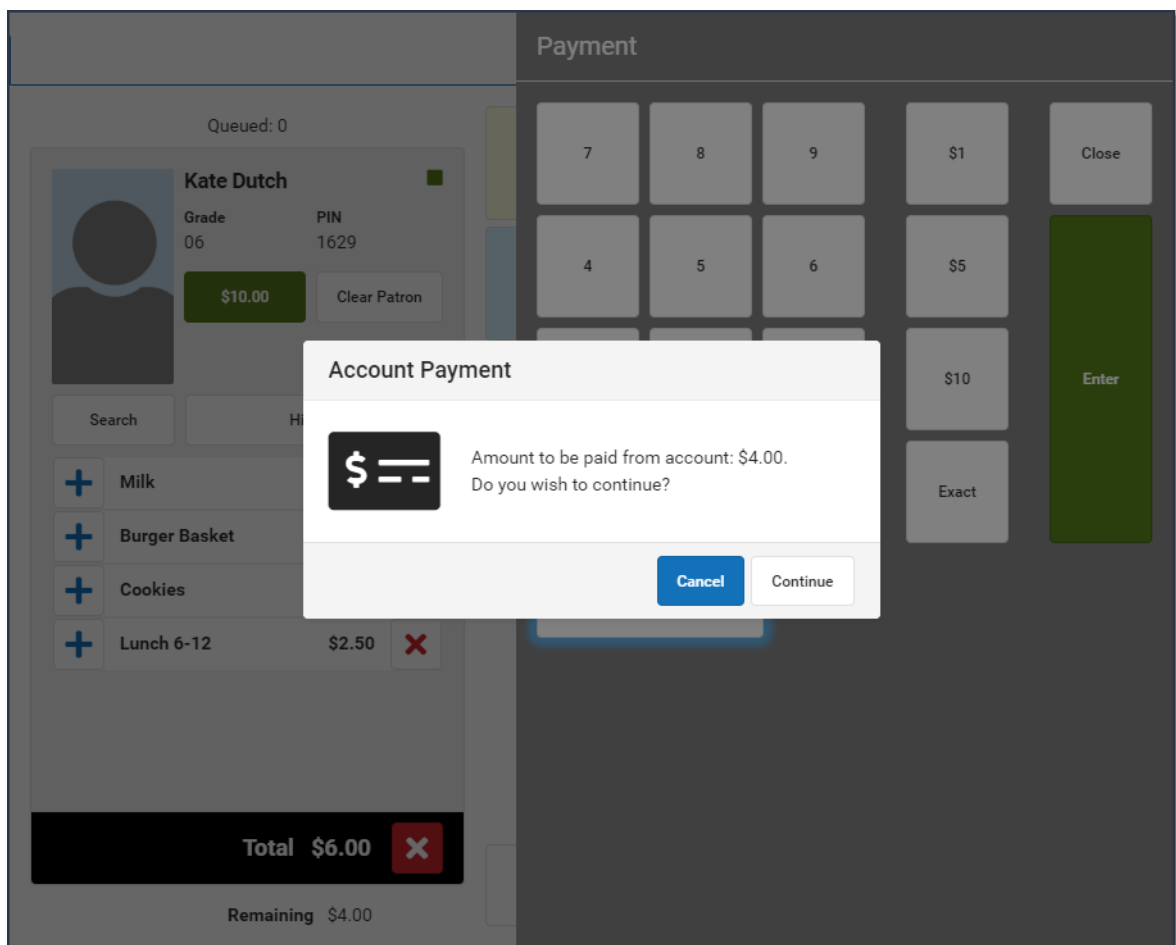 Payment
Queued: 0
Kate Dutch
Grade
PIN
06
1629
$10.00
Clear Patron
Search
Milk
Burger Basket
Cookies
Lunch 6-12
$2.50
Total $6.00
Remaining $4.00
7
8
9
$1
Close
4
5
6
$5
$10
Enter
Exact
Account Payment
$
Amount to be paid from account: $4.00.
Do you wish to continue?
Cancel
Continue